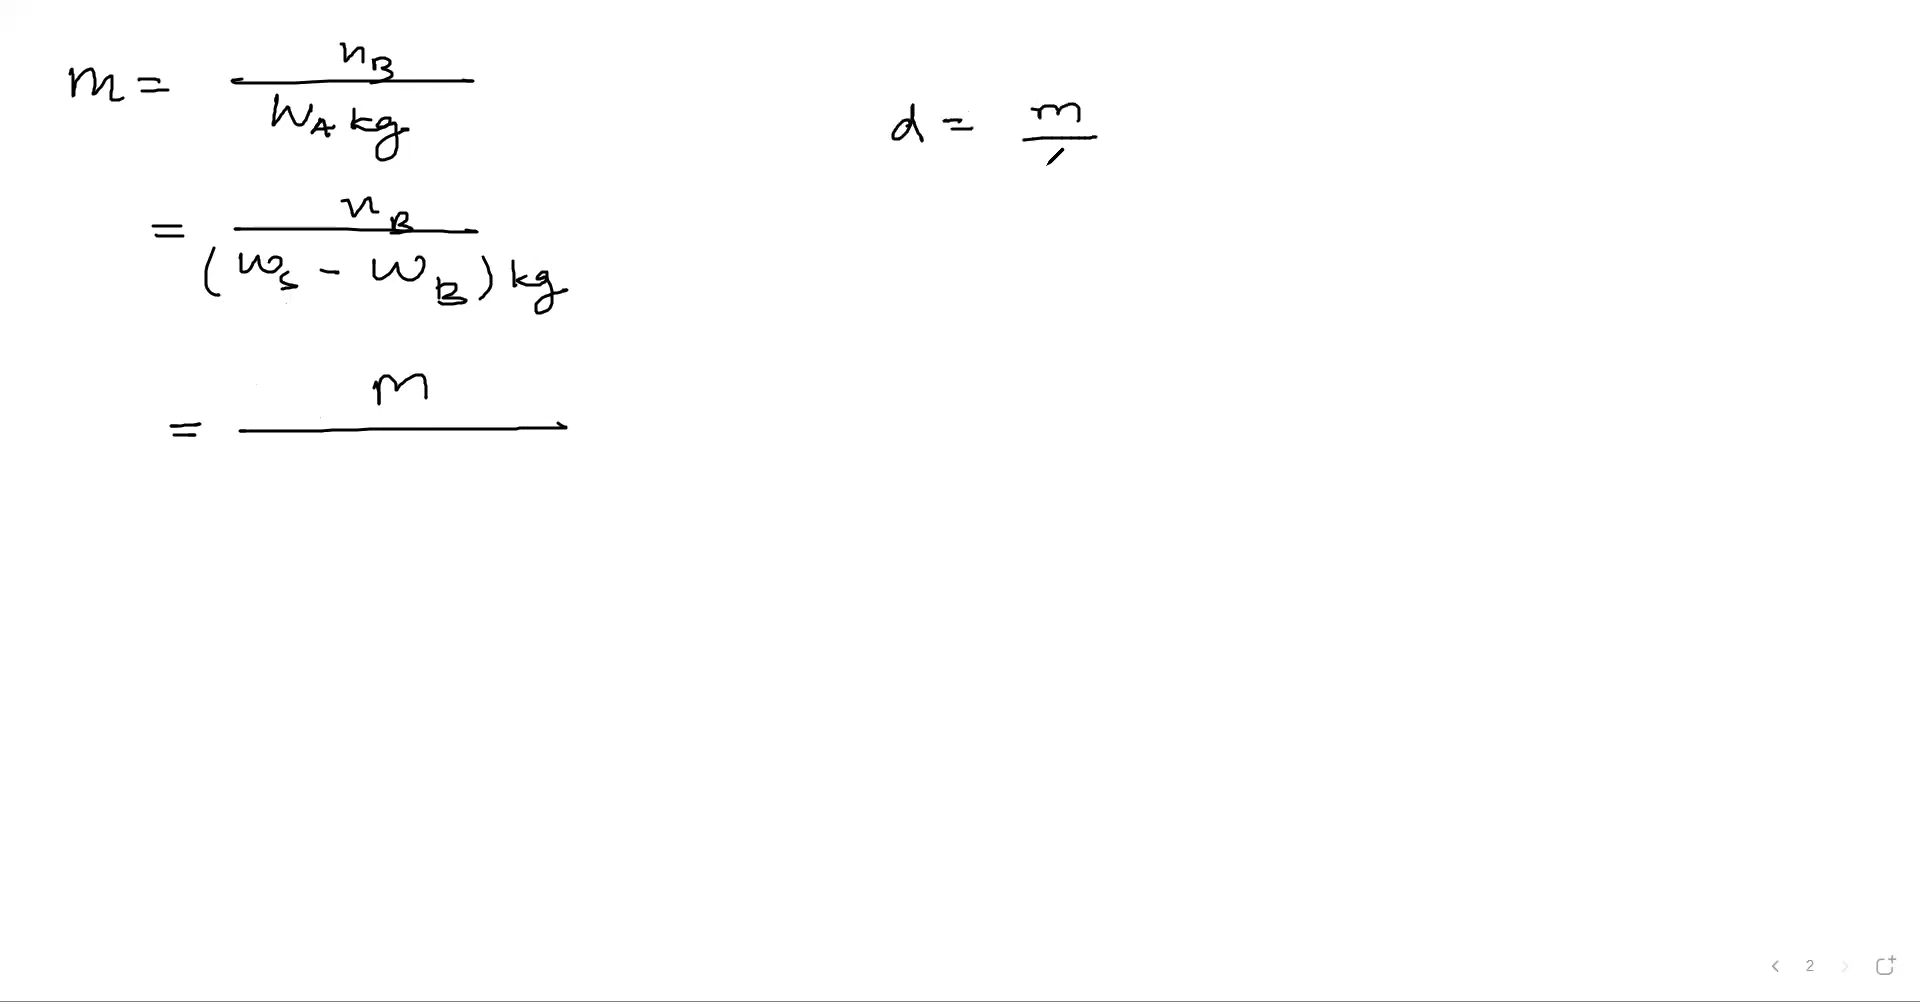 m = n_B / W_A kg
= n_B / (w_s - w_B) kg
= M /
d = m /
2